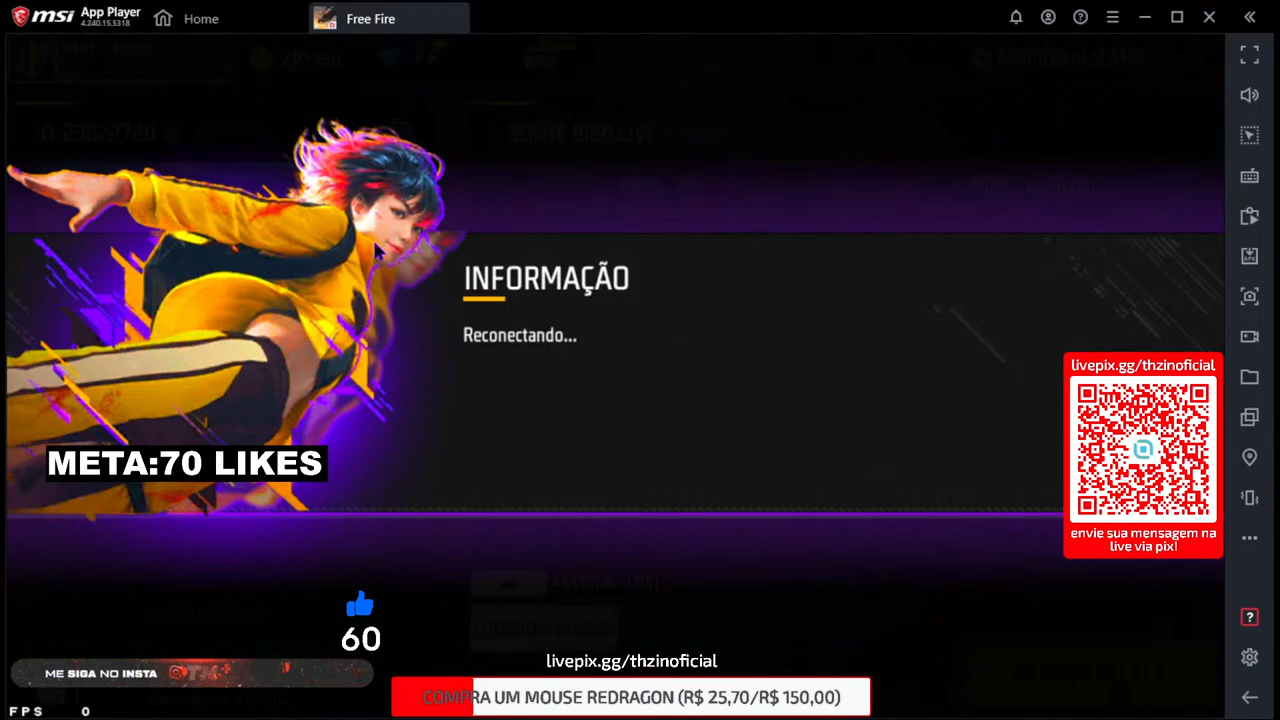 msi App Player
4.240.15.5318
Home
Free Fire
INFORMAÇÃO
Reconectando...
livepix.gg/thzinoficial
envie sua mensagem na
live via pix!
META:70 LIKES
60
ME SIGA NO INSTA
livepix.gg/thzinoficial
COMPRA UM MOUSE REDRAGON (R$ 25,70/R$ 150,00)
FPS 0